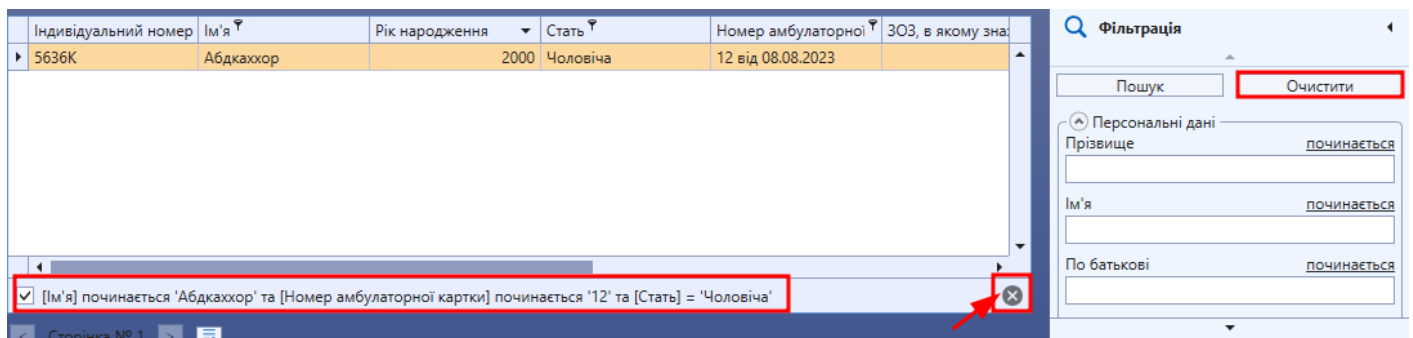 Індивідуальний номер Ім'я Рік народження Стать Номер амбулаторної ЗОЗ, в якому зна
5636К Абдкаххор 2000 Чоловіча 12 від 08.08.2023
[Ім'я] починається 'Абдкаххор' та [Номер амбулаторної картки] починається '12' та [Стать] = 'Чоловіча'
< Сторінка № 1 >
Фільтрація
Пошук Очистити
Персональні дані
Прізвище починається
Ім'я починається
По батькові починається